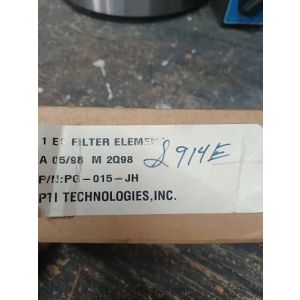 1 EA FILTER ELEMENT
A 05/98 M 2Q98
2914E
P/N:PG-015-JH
PTI TECHNOLOGIES,INC.